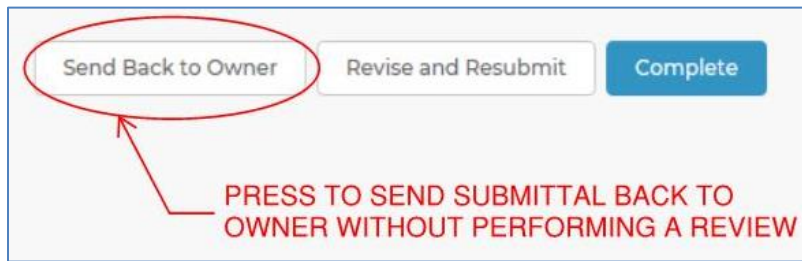 Send Back to Owner Revise and Resubmit Complete
PRESS TO SEND SUBMITTAL BACK TO
OWNER WITHOUT PERFORMING A REVIEW